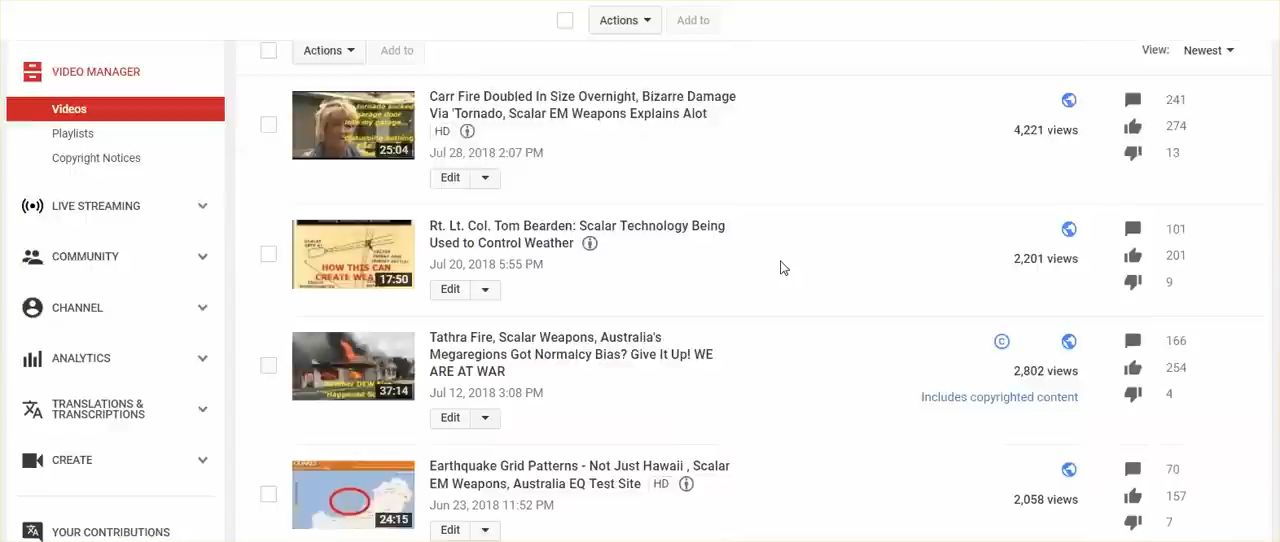 Actions
Add to
VIDEO MANAGER
Videos
Playlists
Copyright Notices
LIVE STREAMING
COMMUNITY
CHANNEL
ANALYTICS
TRANSLATIONS &
TRANSCRIPTIONS
CREATE
YOUR CONTRIBUTIONS
Actions
Add to
View: Newest
25:04
Carr Fire Doubled In Size Overnight, Bizarre Damage
Via 'Tornado, Scalar EM Weapons Explains Alot
HD
Jul 28, 2018 2:07 PM
Edit
4,221 views
241
274
13
HOW THIS CAN
CREATE WEA
17:50
Rt. Lt. Col. Tom Bearden: Scalar Technology Being
Used to Control Weather
Jul 20, 2018 5:55 PM
Edit
2,201 views
101
201
9
37:14
Tathra Fire, Scalar Weapons, Australia's
Megaregions Got Normalcy Bias? Give It Up! WE
ARE AT WAR
Jul 12, 2018 3:08 PM
Edit
C
2,802 views
Includes copyrighted content
166
254
4
24:15
Earthquake Grid Patterns - Not Just Hawaii , Scalar
EM Weapons, Australia EQ Test Site
HD
Jun 23, 2018 11:52 PM
Edit
2,058 views
70
157
7